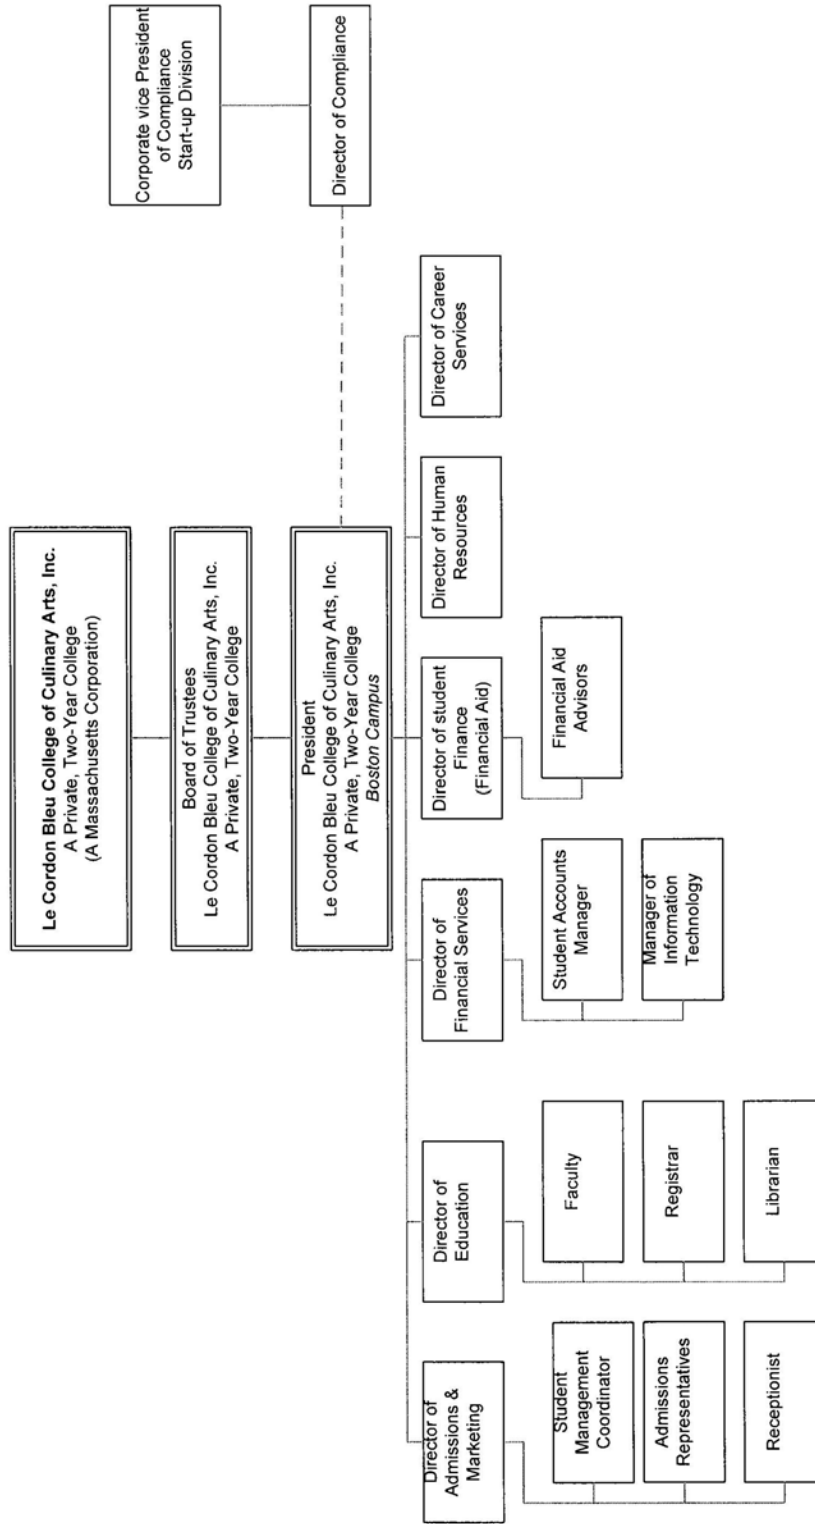 Le Cordon Bleu College of Culinary Arts, Inc.
A Private, Two-Year College
(A Massachusetts Corporation)
Board of Trustees
Le Cordon Bleu College of Culinary Arts, Inc.
A Private, Two-Year College
President
Le Cordon Bleu College of Culinary Arts, Inc.
A Private, Two-Year College
Boston Campus
Corporate vice President
of Compliance
Start-up Division
Director of Compliance
Director of
Admissions &
Marketing
Student
Management
Coordinator
Admissions
Representatives
Receptionist
Director of
Education
Faculty
Registrar
Librarian
Director of
Financial Services
Student Accounts
Manager
Manager of
Information
Technology
Director of student
Finance
(Financial Aid)
Financial Aid
Advisors
Director of Human
Resources
Director of Career
Services